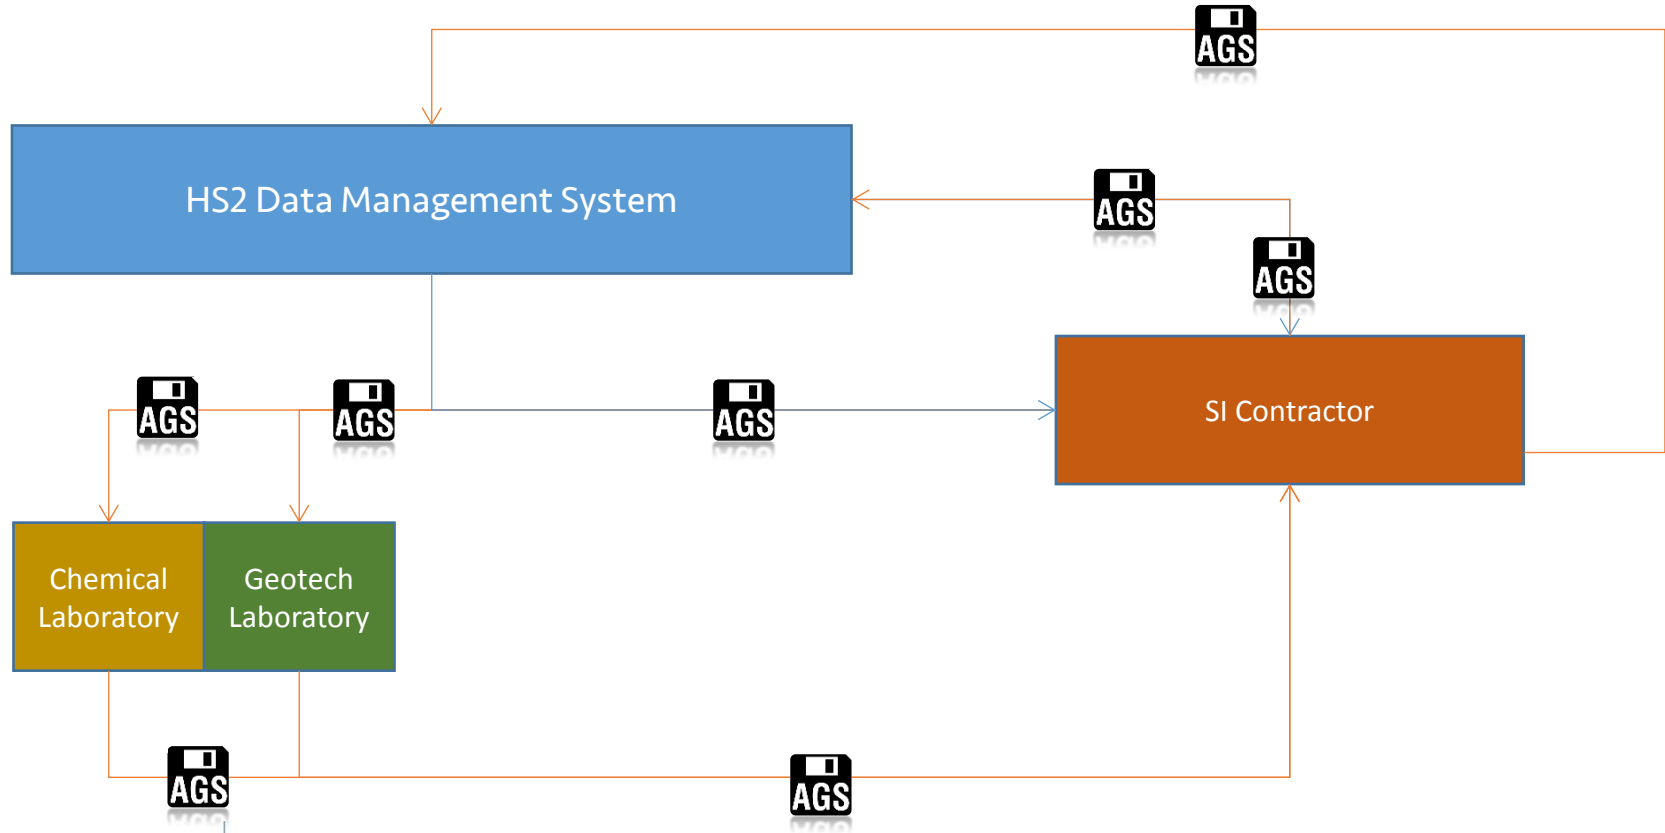 AGS
HS2 Data Management System
AGS
AGS
AGS
AGS
AGS
SI Contractor
Chemical
Laboratory
Geotech
Laboratory
AGS
AGS